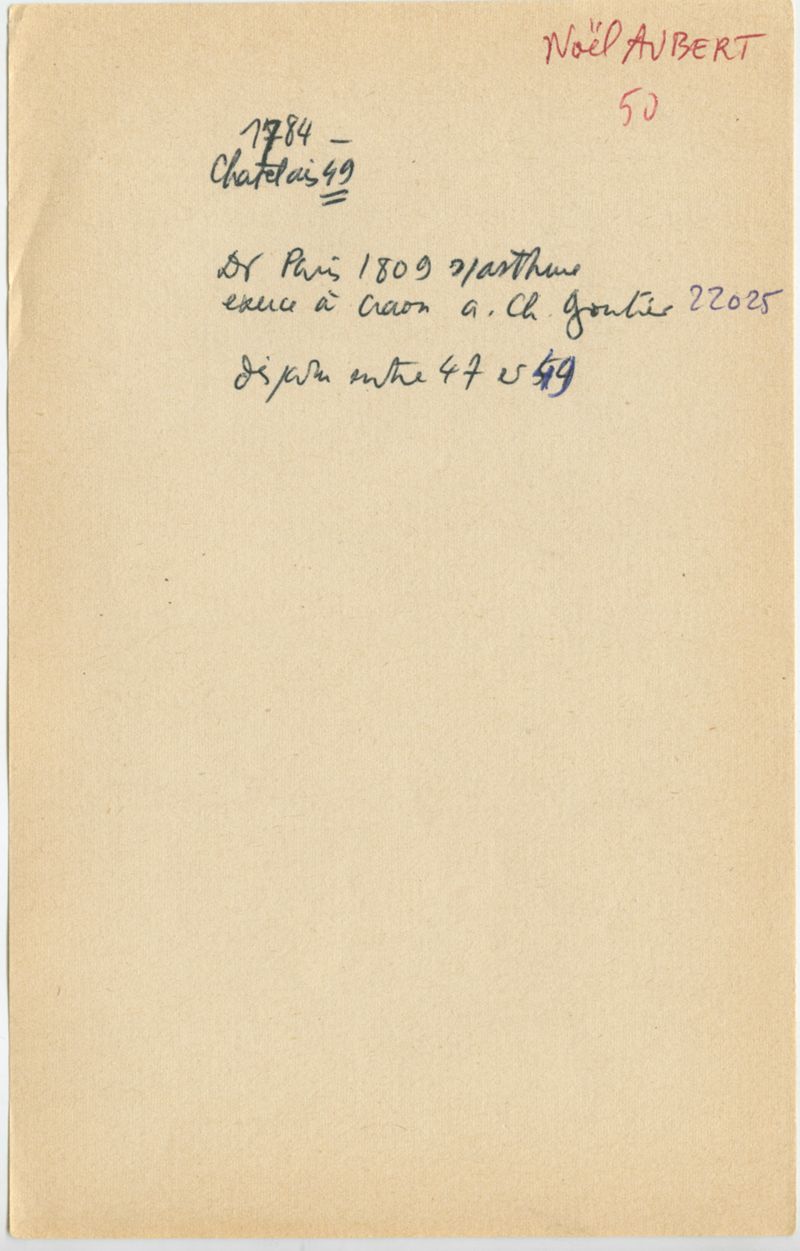 Noël AUBERT
50
1784 —
Chatelais 49
Dr Paris 1809 s/asthme
exerce à Craon a. Ch. Gontier 22025
disparu entre 47 et 49